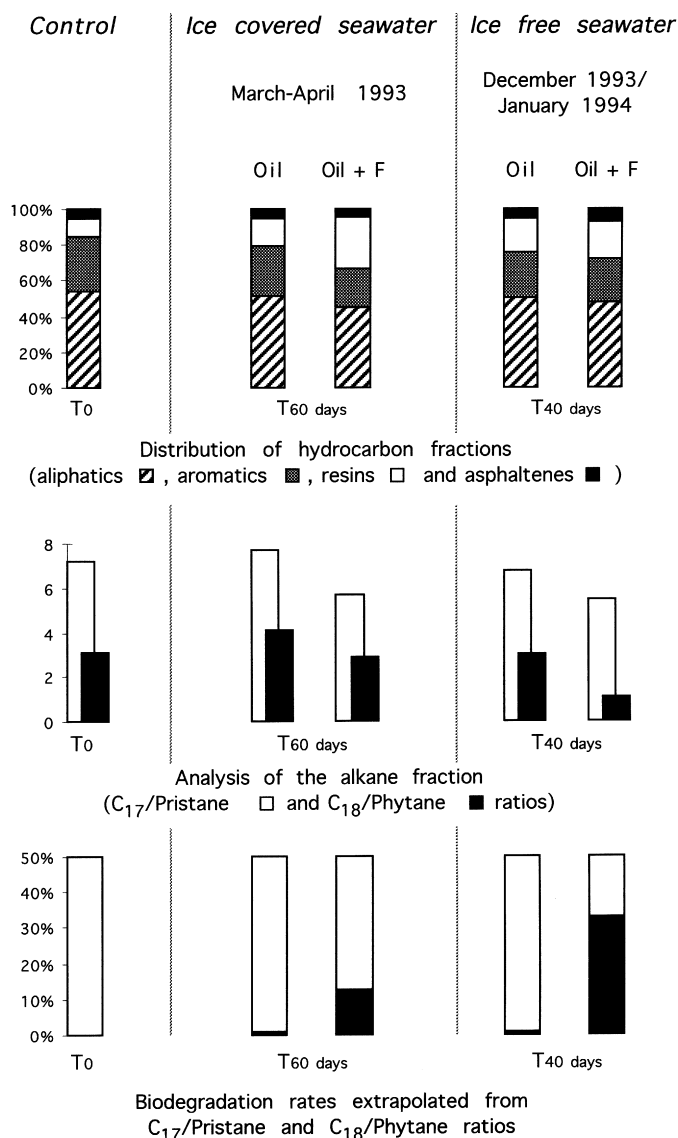 Control
Ice covered seawater
Ice free seawater
March-April 1993
December 1993/
January 1994
Oil
Oil + F
Oil
Oil + F
100%
80%
60%
40%
20%
0%
T0
T60 days
T40 days
Distribution of hydrocarbon fractions
(aliphatics , aromatics , resins and asphaltenes )
8
6
4
2
0
T0
T60 days
T40 days
Analysis of the alkane fraction
(C17/Pristane and C18/Phytane ratios)
50%
40%
30%
20%
10%
0%
T0
T60 days
T40 days
Biodegradation rates extrapolated from
C17/Pristane and C18/Phytane ratios